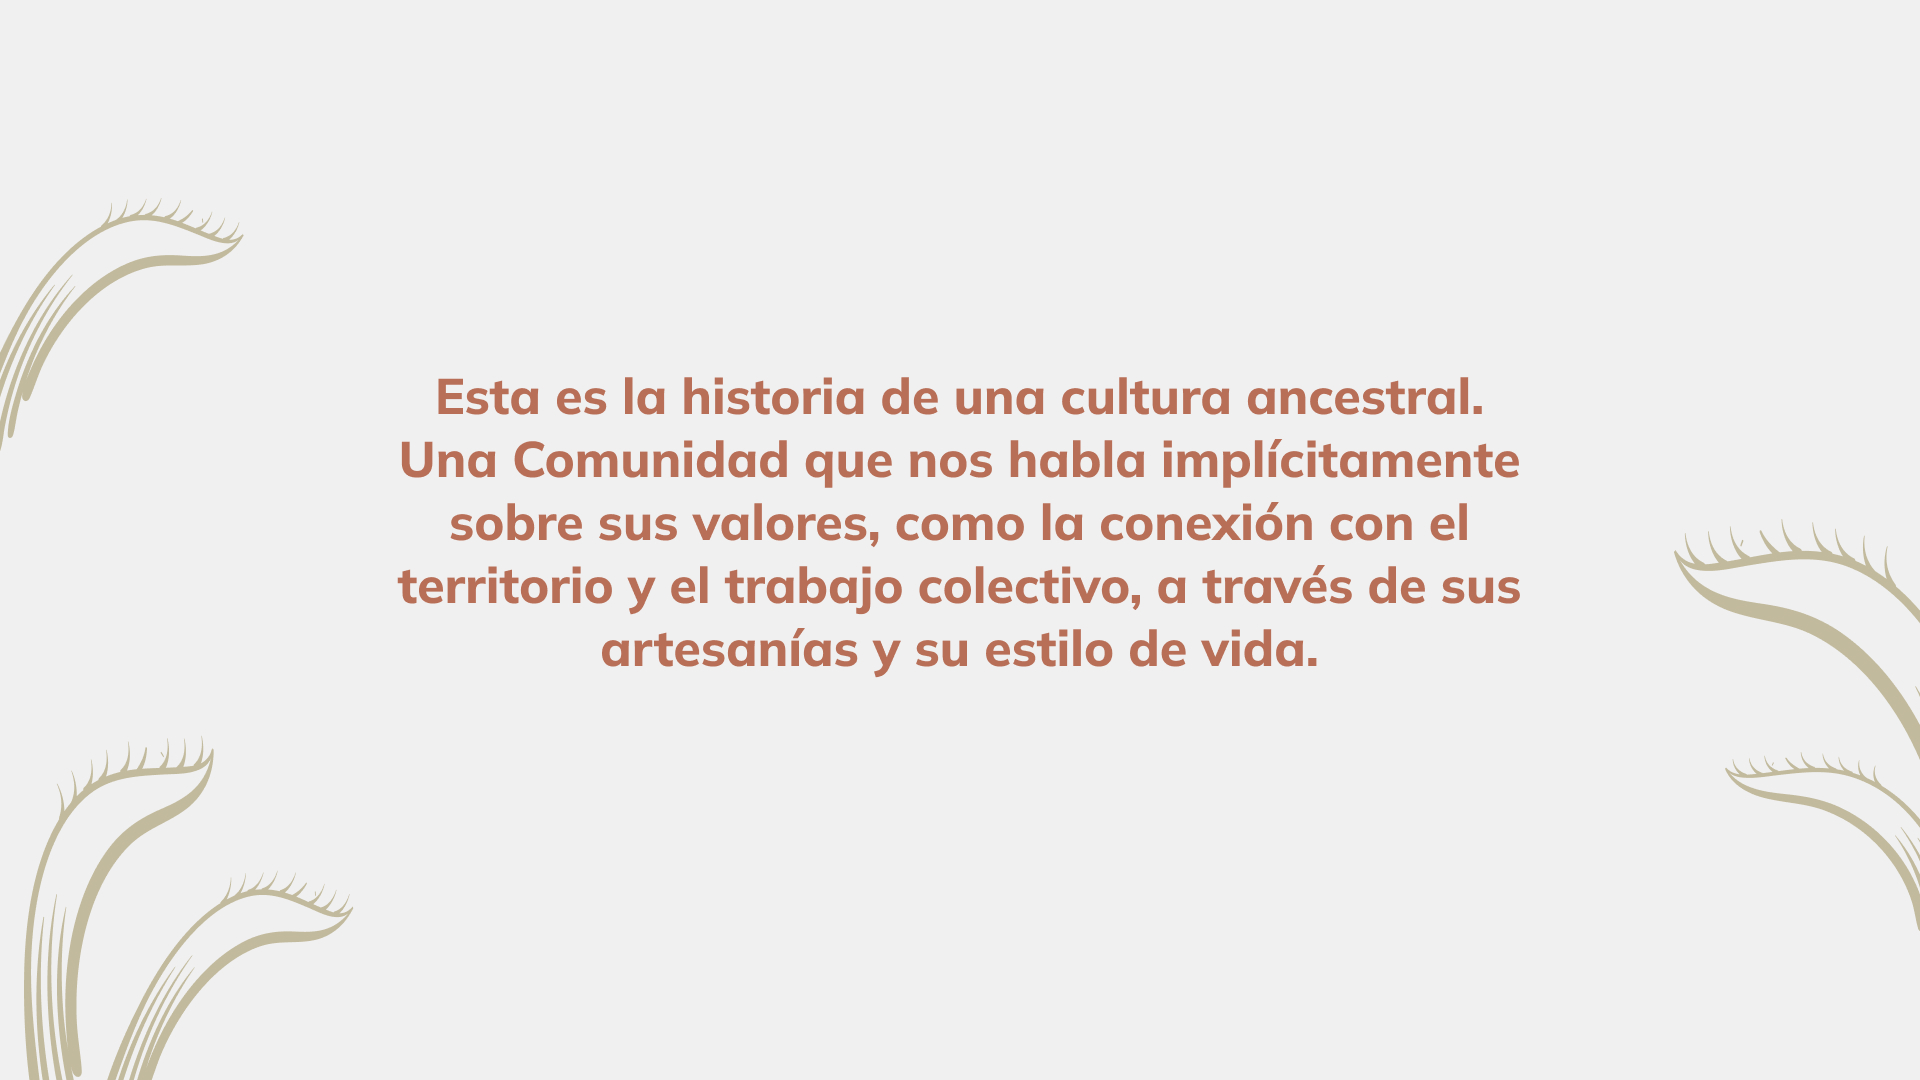 Esta es la historia de una cultura ancestral.
Una Comunidad que nos habla implícitamente
sobre sus valores, como la conexión con el
territorio y el trabajo colectivo, a través de sus
artesanías y su estilo de vida.